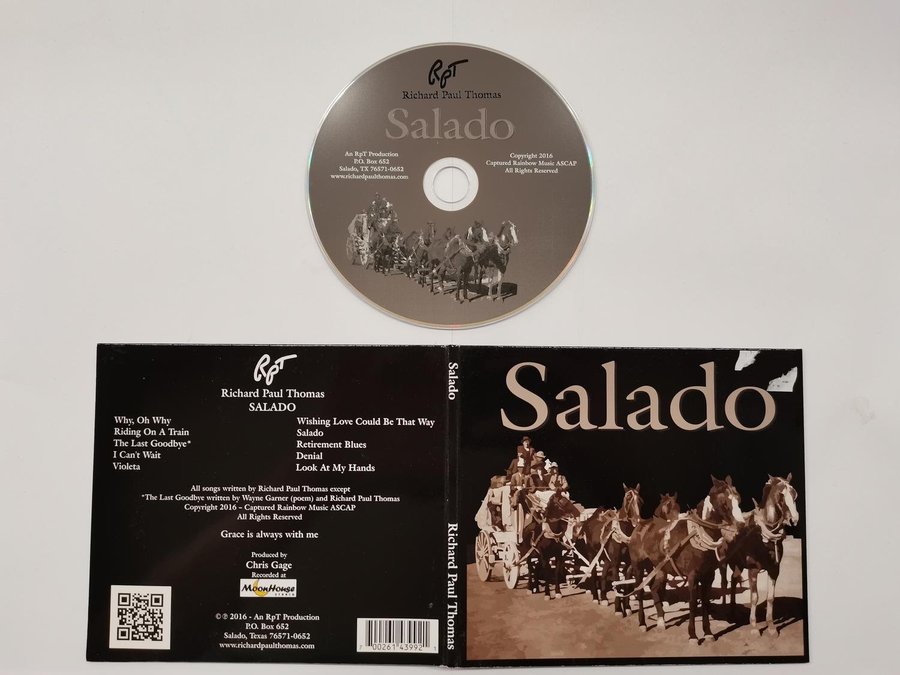 RPT
Richard Paul Thomas
Salado
An RpT Production
P.O. Box 652
Salado, TX 76571-0652
www.richardpaulthomas.com
Copyright 2016
Captured Rainbow Music ASCAP
All Rights Reserved
RPT
Richard Paul Thomas
SALADO
Why, Oh Why
Riding On A Train
The Last Goodbye*
I Can't Wait
Violeta
Wishing Love Could Be That Way
Salado
Retirement Blues
Denial
Look At My Hands
All songs written by Richard Paul Thomas except
*The Last Goodbye written by Wayne Garner (poem) and Richard Paul Thomas
Copyright 2016 - Captured Rainbow Music ASCAP
All Rights Reserved
Grace is always with me
Produced by
Chris Gage
Recorded at
MoonHouse
© ℗ 2016 - An RpT Production
P.O. Box 652
Salado, Texas 76571-0652
www.richardpaulthomas.com
7 00261 43992 1
Salado
Richard Paul Thomas
Salado